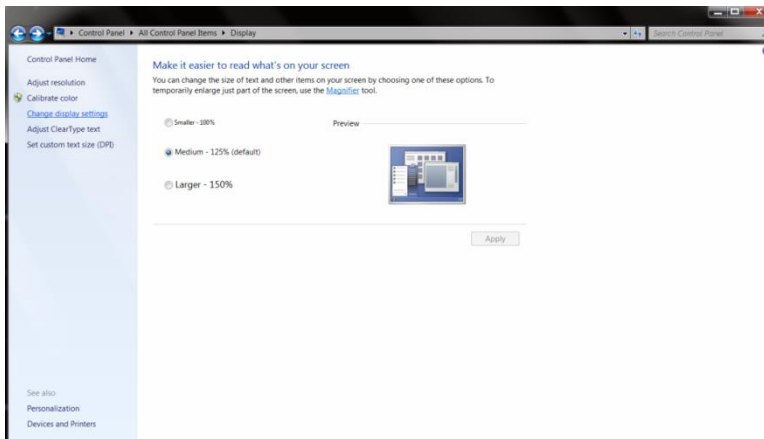 Control Panel ▸ All Control Panel Items ▸ Display
Search Control Panel
Control Panel Home
Adjust resolution
Calibrate color
Change display settings
Adjust ClearType text
Set custom text size (DPI)
See also
Personalization
Devices and Printers
Make it easier to read what's on your screen
You can change the size of text and other items on your screen by choosing one of these options. To
temporarily enlarge just part of the screen, use the Magnifier tool.
Smaller - 100%
Medium - 125% (default)
Larger - 150%
Preview
Apply